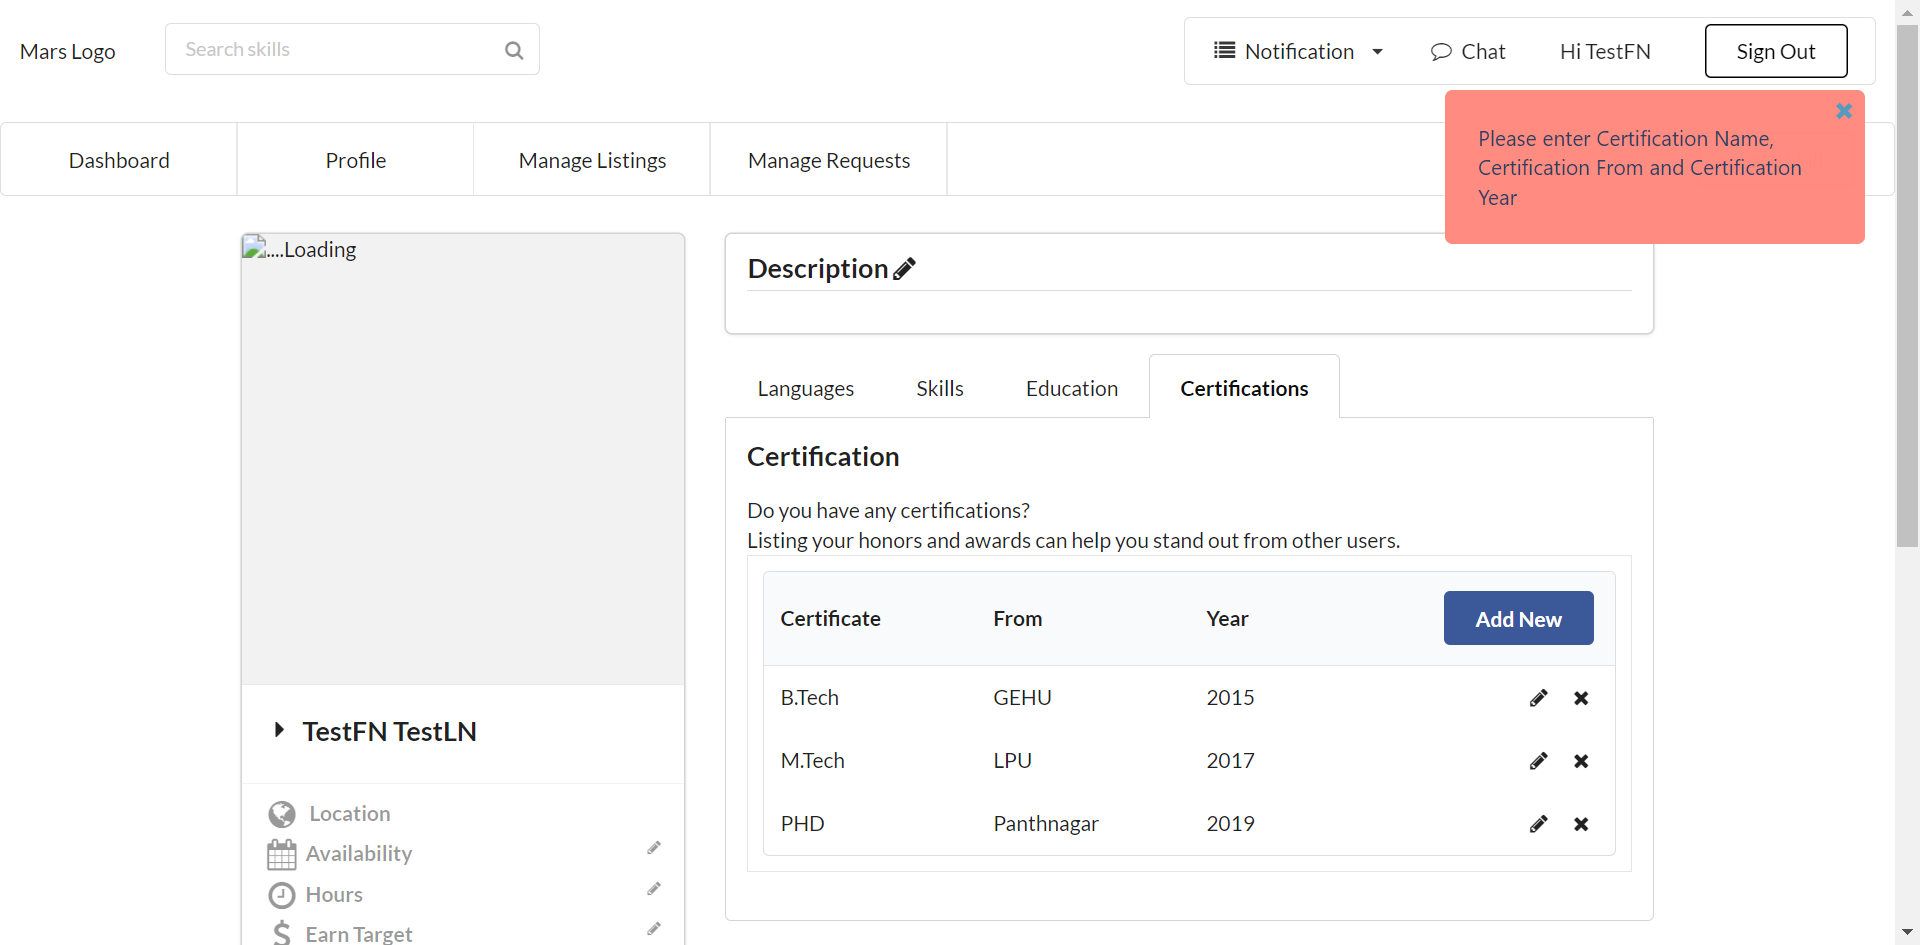 Mars Logo
Search skills
Notification
Chat
Hi TestFN
Sign Out
Please enter Certification Name,
Certification From and Certification
Year
Dashboard
Profile
Manage Listings
Manage Requests
....Loading
Description
Languages
Skills
Education
Certifications
Certification
Do you have any certifications?
Listing your honors and awards can help you stand out from other users.
Certificate From Year Add New
B.Tech GEHU 2015
M.Tech LPU 2017
PHD Panthnagar 2019
TestFN TestLN
Location
Availability
Hours
Earn Target